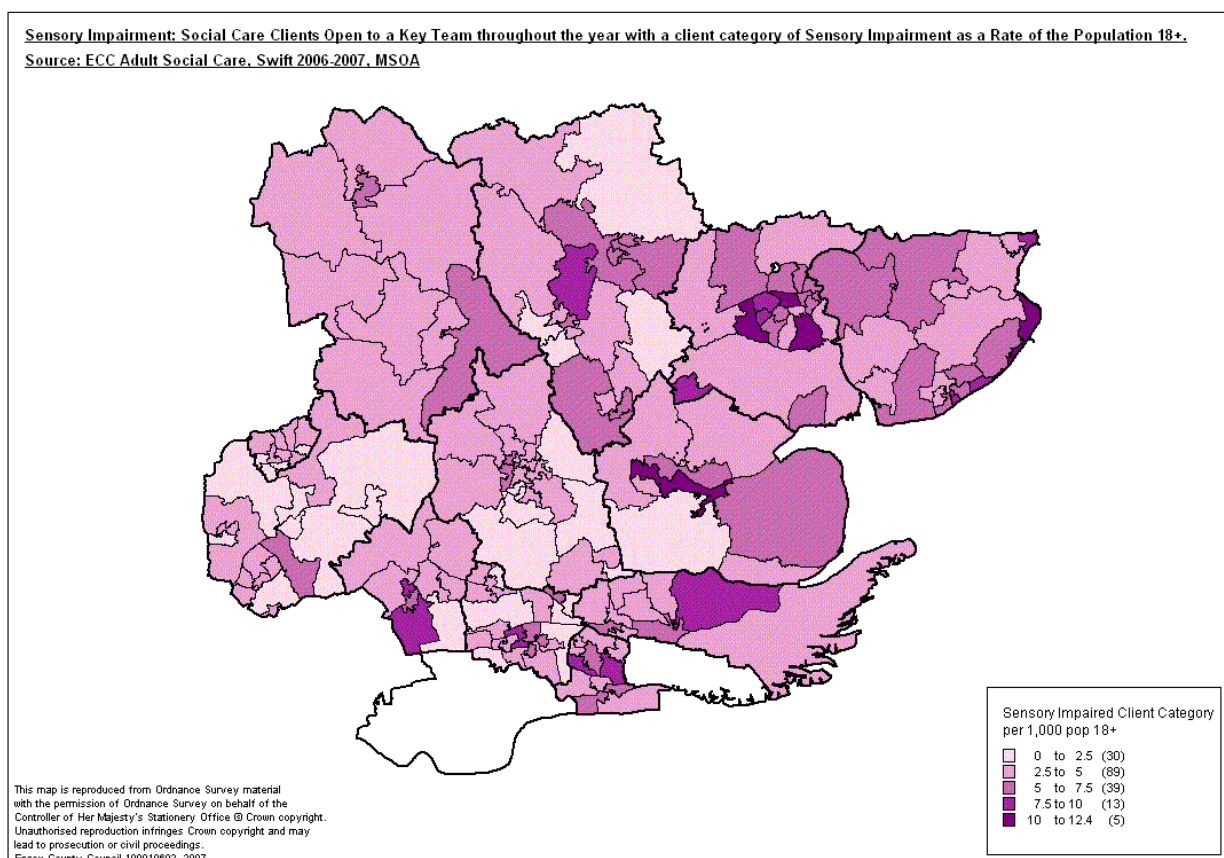 Sensory Impairment: Social Care Clients Open to a Key Team throughout the year with a client category of Sensory Impairment as a Rate of the Population 18+.
Source: ECC Adult Social Care, Swift 2006-2007, MSOA
Sensory Impaired Client Category
per 1,000 pop 18+
0 to 2.5 (30)
2.5 to 5 (89)
5 to 7.5 (39)
7.5 to 10 (13)
10 to 12.4 (5)
This map is reproduced from Ordnance Survey material
with the permission of Ordnance Survey on behalf of the
Controller of Her Majesty's Stationery Office © Crown copyright.
Unauthorised reproduction infringes Crown copyright and may
lead to prosecution or civil proceedings.
Essex County Council 2007